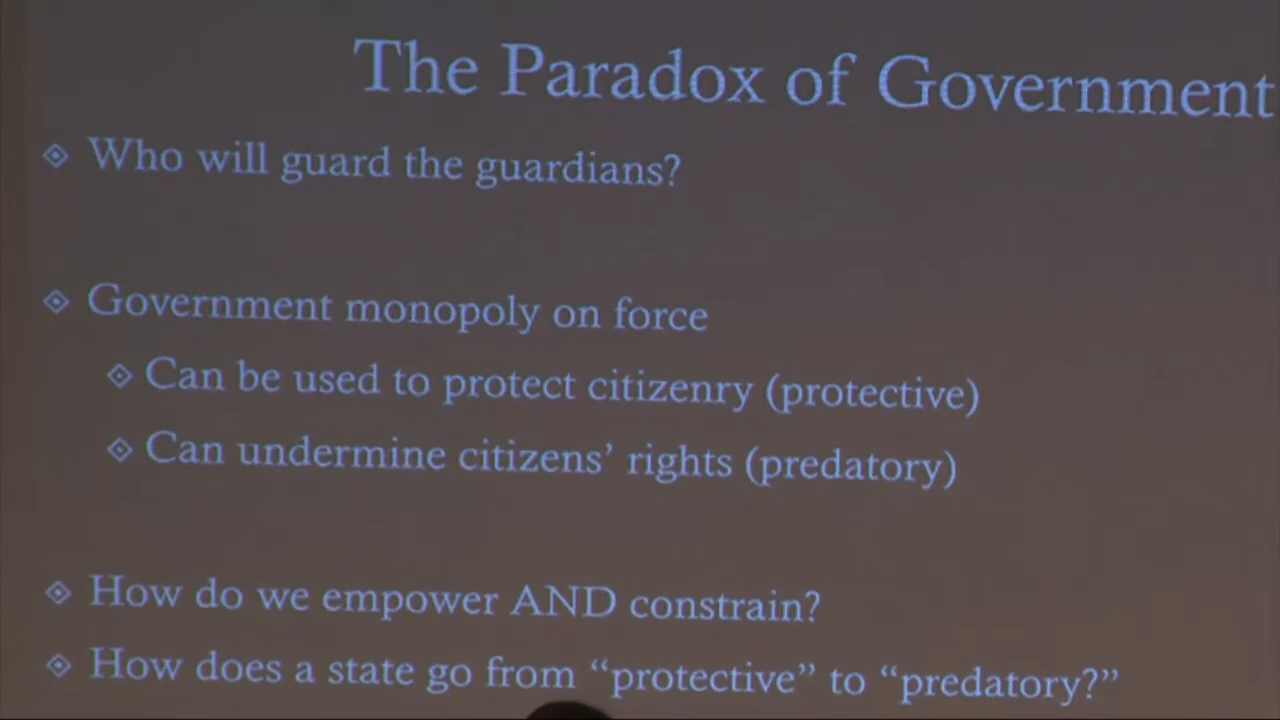 The Paradox of Government
Who will guard the guardians?
Government monopoly on force
Can be used to protect citizenry (protective)
Can undermine citizens’ rights (predatory)
How do we empower AND constrain?
How does a state go from “protective” to “predatory?”